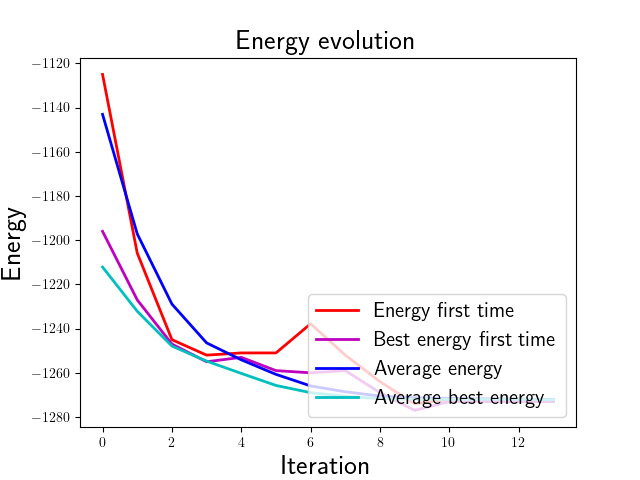 Energy evolution
Energy
−1120
−1140
−1160
−1180
−1200
−1220
−1240
−1260
−1280
Energy first time
Best energy first time
Average energy
Average best energy
0 2 4 6 8 10 12
Iteration